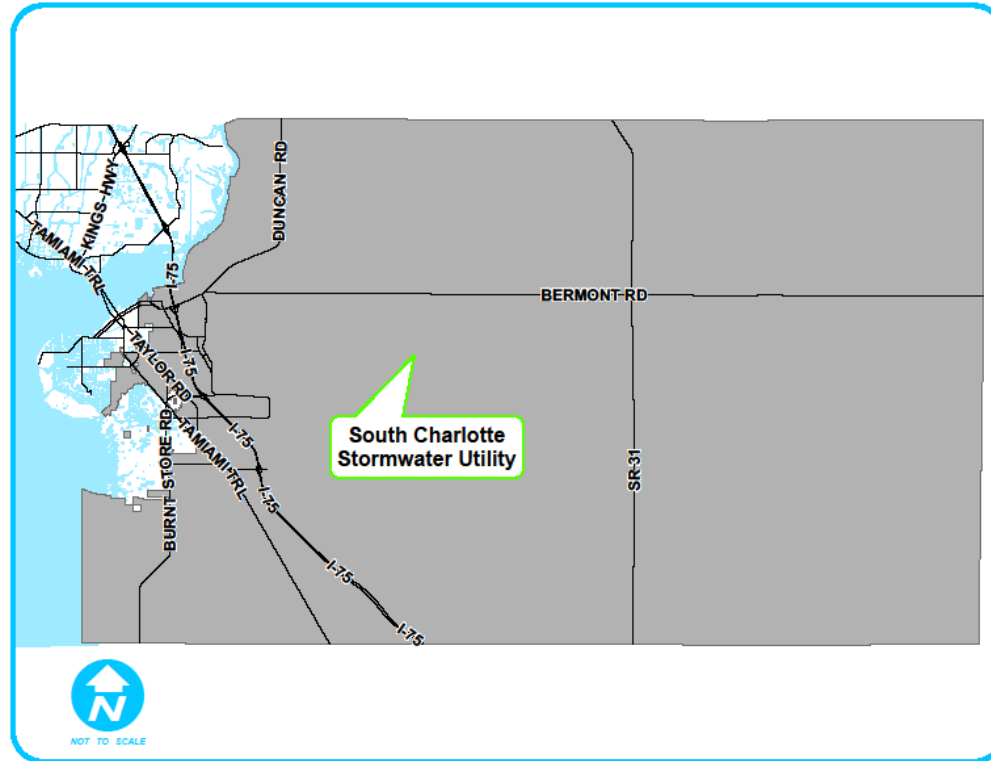 DUNCAN RD
KINGS HWY
TAMIAMI TRL
I-75
BERMONT RD
TAYLOR RD
I-75
South Charlotte
Stormwater Utility
BURNT STORE RD
TAMIAMI TRL
I-75
SR-31
I-75
I-75
I-75
N
NOT TO SCALE